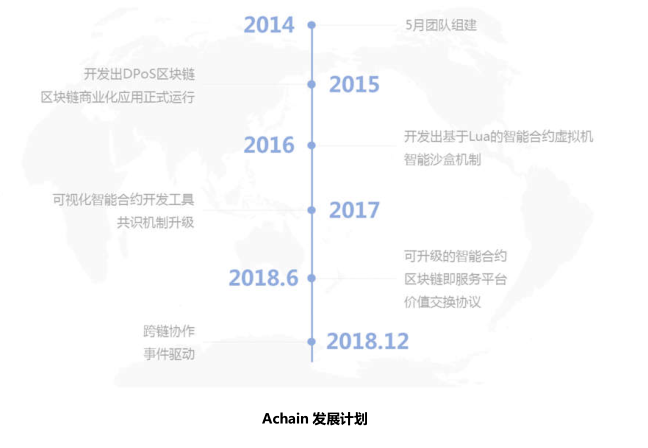 2014
5月团队组建
开发出DPoS区块链
区块链商业化应用正式运行
2015
2016
开发出基于Lua的智能合约虚拟机
智能沙盒机制
可视化智能合约开发工具
共识机制升级
2017
2018.6
可升级的智能合约
区块链即服务平台
价值交换协议
跨链协作
事件驱动
2018.12
Achain 发展计划